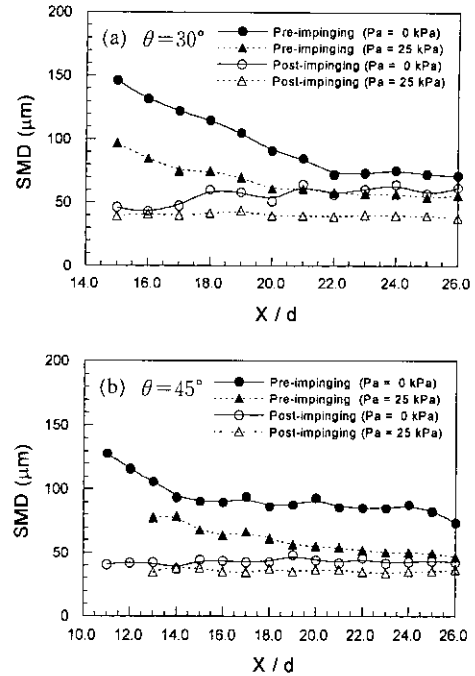 (a) θ=30°
Pre-impinging (Pa = 0 kPa)
Pre-impinging (Pa = 25 kPa)
Post-impinging (Pa = 0 kPa)
Post-impinging (Pa = 25 kPa)
200
150
100
50
0
SMD (μm)
14.0 16.0 18.0 20.0 22.0 24.0 26.0
X / d
(b) θ=45°
Pre-impinging (Pa = 0 kPa)
Pre-impinging (Pa = 25 kPa)
Post-impinging (Pa = 0 kPa)
Post-impinging (Pa = 25 kPa)
200
150
100
50
0
SMD (μm)
10.0 12.0 14.0 16.0 18.0 20.0 22.0 24.0 26.0
X / d